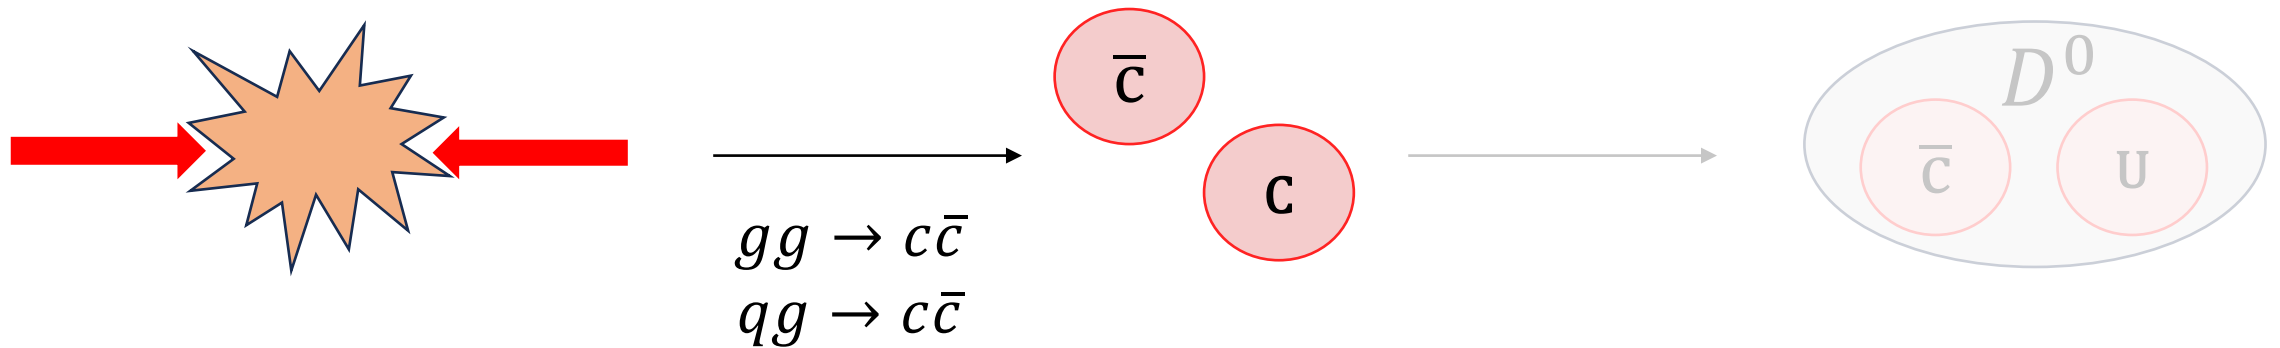 c̅
c
gg → cc̅
qg → cc̅
D⁰
c̅ u